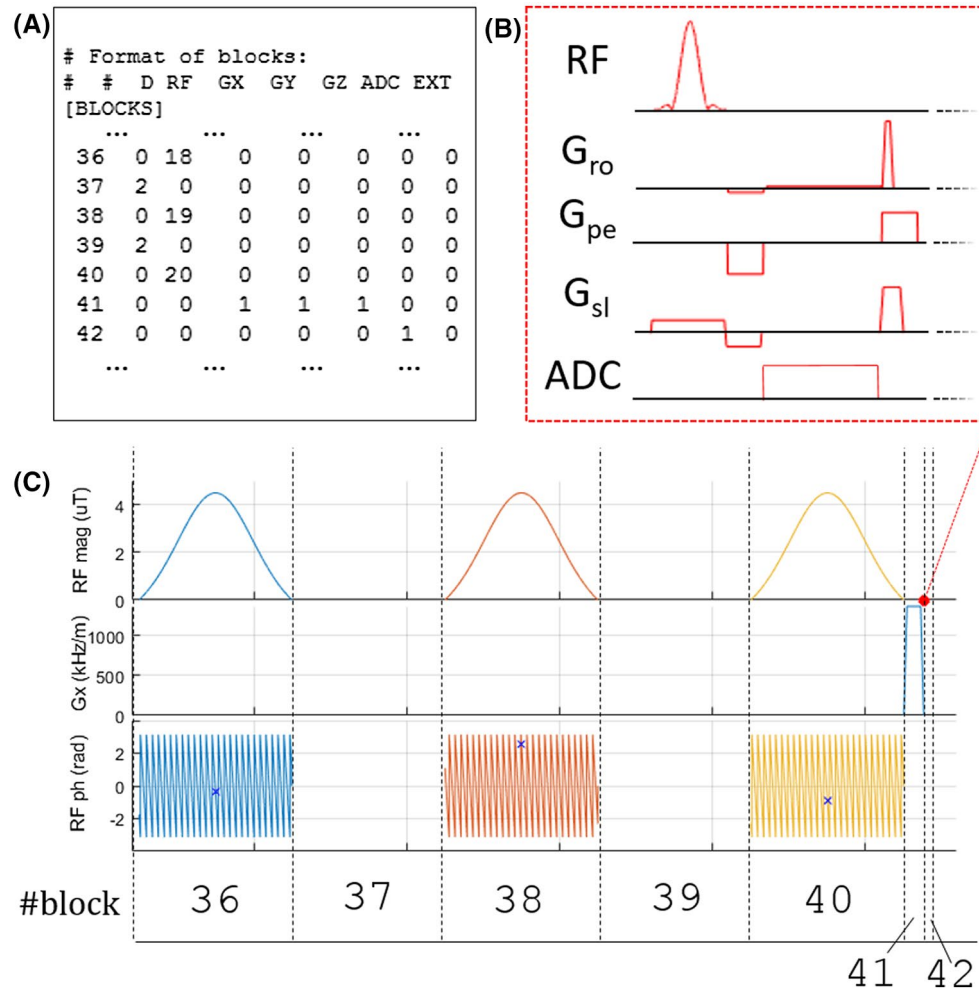 (A)
# Format of blocks:
# # D RF GX GY GZ ADC EXT
[BLOCKS]
... ... ... ...
36 0 18 0 0 0 0 0
37 2 0 0 0 0 0 0
38 0 19 0 0 0 0 0
39 2 0 0 0 0 0 0
40 0 20 0 0 0 0 0
41 0 0 1 1 1 0 0
42 0 0 0 0 0 1 0
... ... ... ...
(B)
RF
Gro
Gpe
Gsl
ADC
(C)
RF mag (uT)
4
2
0
Gx (kHz/m)
1000
500
0
RF ph (rad)
2
0
-2
#block 36 37 38 39 40
41 42